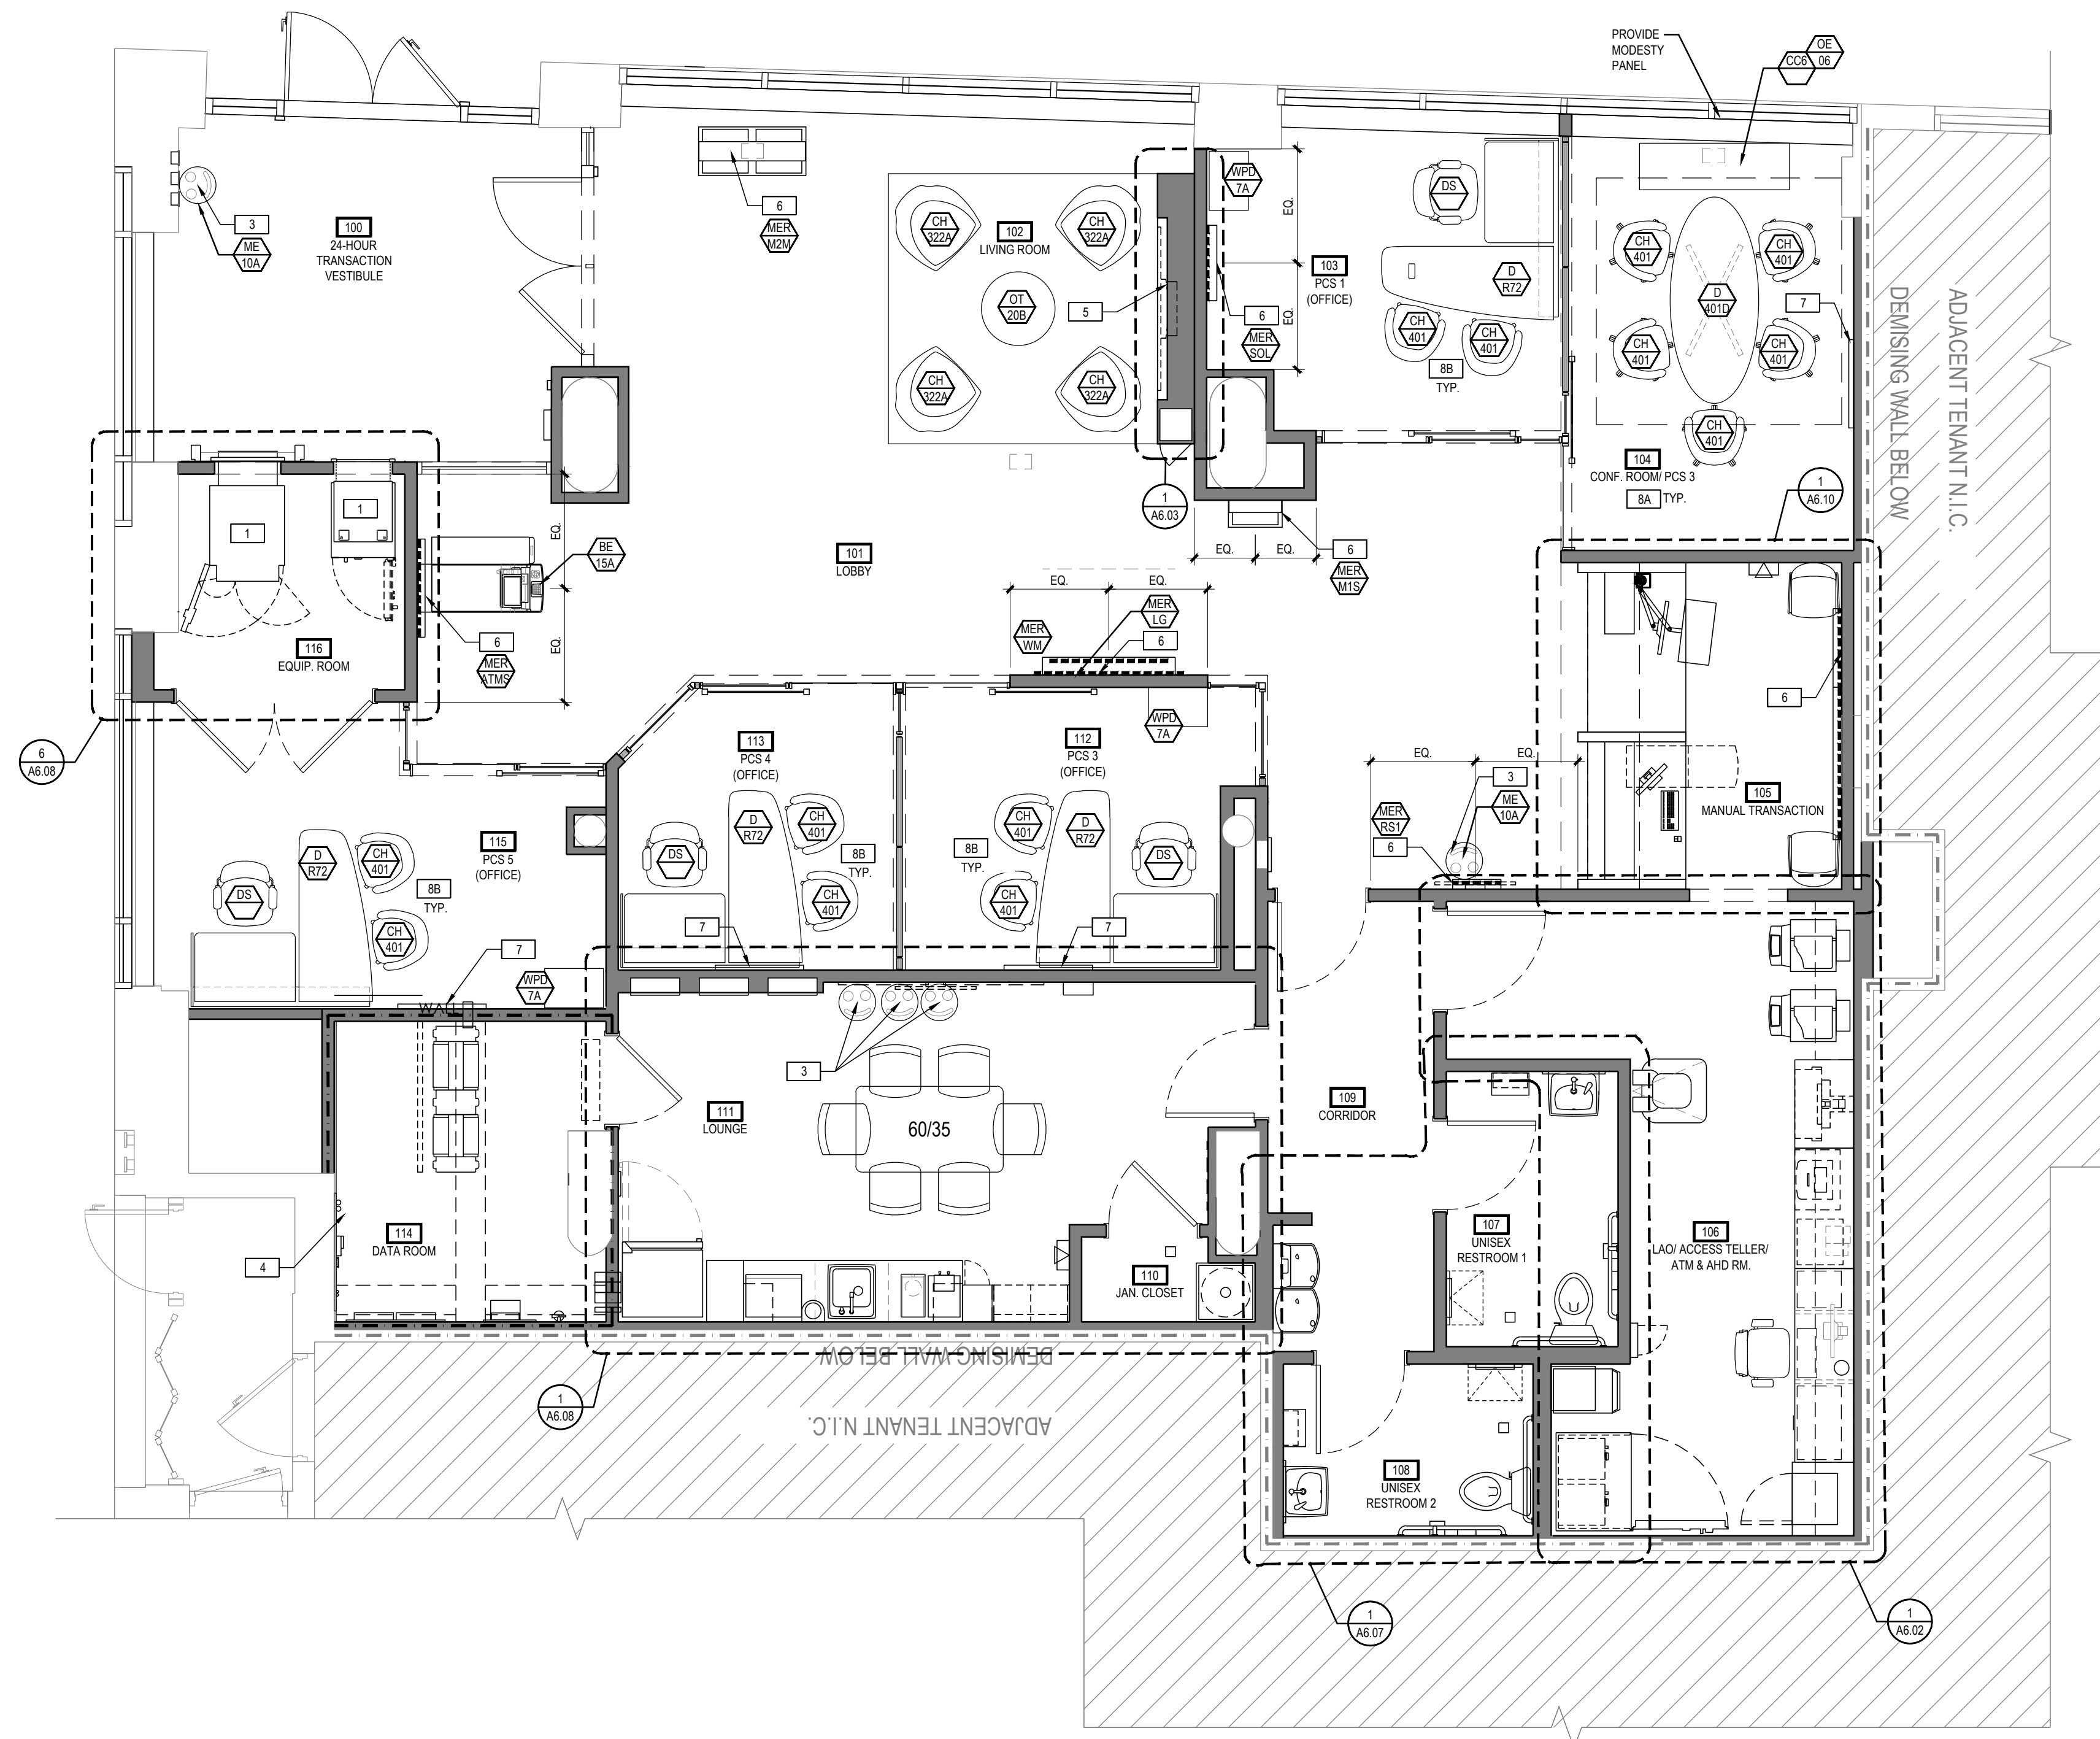 PROVIDE
MODESTY
PANEL
OE
06
CC6
3
ME
10A
100
24-HOUR
TRANSACTION
VESTIBULE
6
MER
M2M
CH
322A
CH
322A
102
LIVING ROOM
OT
20B
5
CH
322A
CH
322A
WPD
7A
EQ.
EQ.
6
MER
SOL
103
PCS 1
(OFFICE)
DS
D
R72
CH
401
CH
401
8B
TYP.
CH
401
CH
401
D
401D
CH
401
CH
401
CH
401
7
104
CONF. ROOM/ PCS 3
8A TYP.
DEMISING WALL BELOW
ADJACENT TENANT N.I.C.
1
A6.10
1
A6.03
1
1
EQ.
EQ.
BE
15A
6
MER
ATMS
116
EQUIP. ROOM
6
A6.08
101
LOBBY
EQ.
EQ.
6
MER
M1S
EQ.
EQ.
MER
WM
MER
LG
6
6
105
MANUAL TRANSACTION
EQ.
EQ.
3
ME
10A
MER
RS1
6
113
PCS 4
(OFFICE)
D
R72
CH
401
DS
8B
TYP.
CH
401
7
112
PCS 3
(OFFICE)
WPD
7A
CH
401
D
R72
DS
8B
TYP.
CH
401
7
115
PCS 5
(OFFICE)
D
R72
CH
401
DS
8B
TYP.
CH
401
7
WPD
7A
WALL
3
111
LOUNGE
60/35
109
CORRIDOR
114
DATA ROOM
4
110
JAN. CLOSET
107
UNISEX
RESTROOM 1
106
LAO/ ACCESS TELLER/
ATM & AHD RM.
DEMISING WALL BELOW
ADJACENT TENANT N.I.C.
1
A6.08
108
UNISEX
RESTROOM 2
1
A6.07
1
A6.02